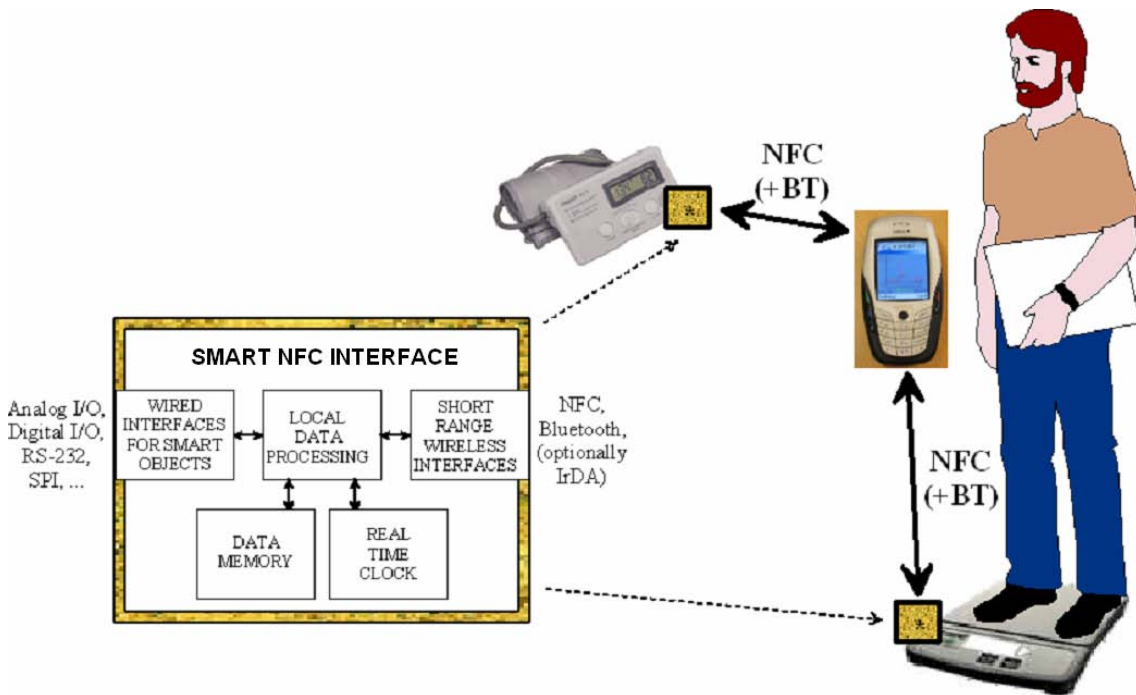 NFC
(+BT)
SMART NFC INTERFACE
Analog I/O,
Digital I/O,
RS-232,
SPI, ...
WIRED
INTERFACES
FOR SMART
OBJECTS
LOCAL
DATA
PROCESSING
SHORT
RANGE
WIRELESS
INTERFACES
NFC,
Bluetooth,
(optionally
IrDA)
DATA
MEMORY
REAL
TIME
CLOCK
NFC
(+BT)